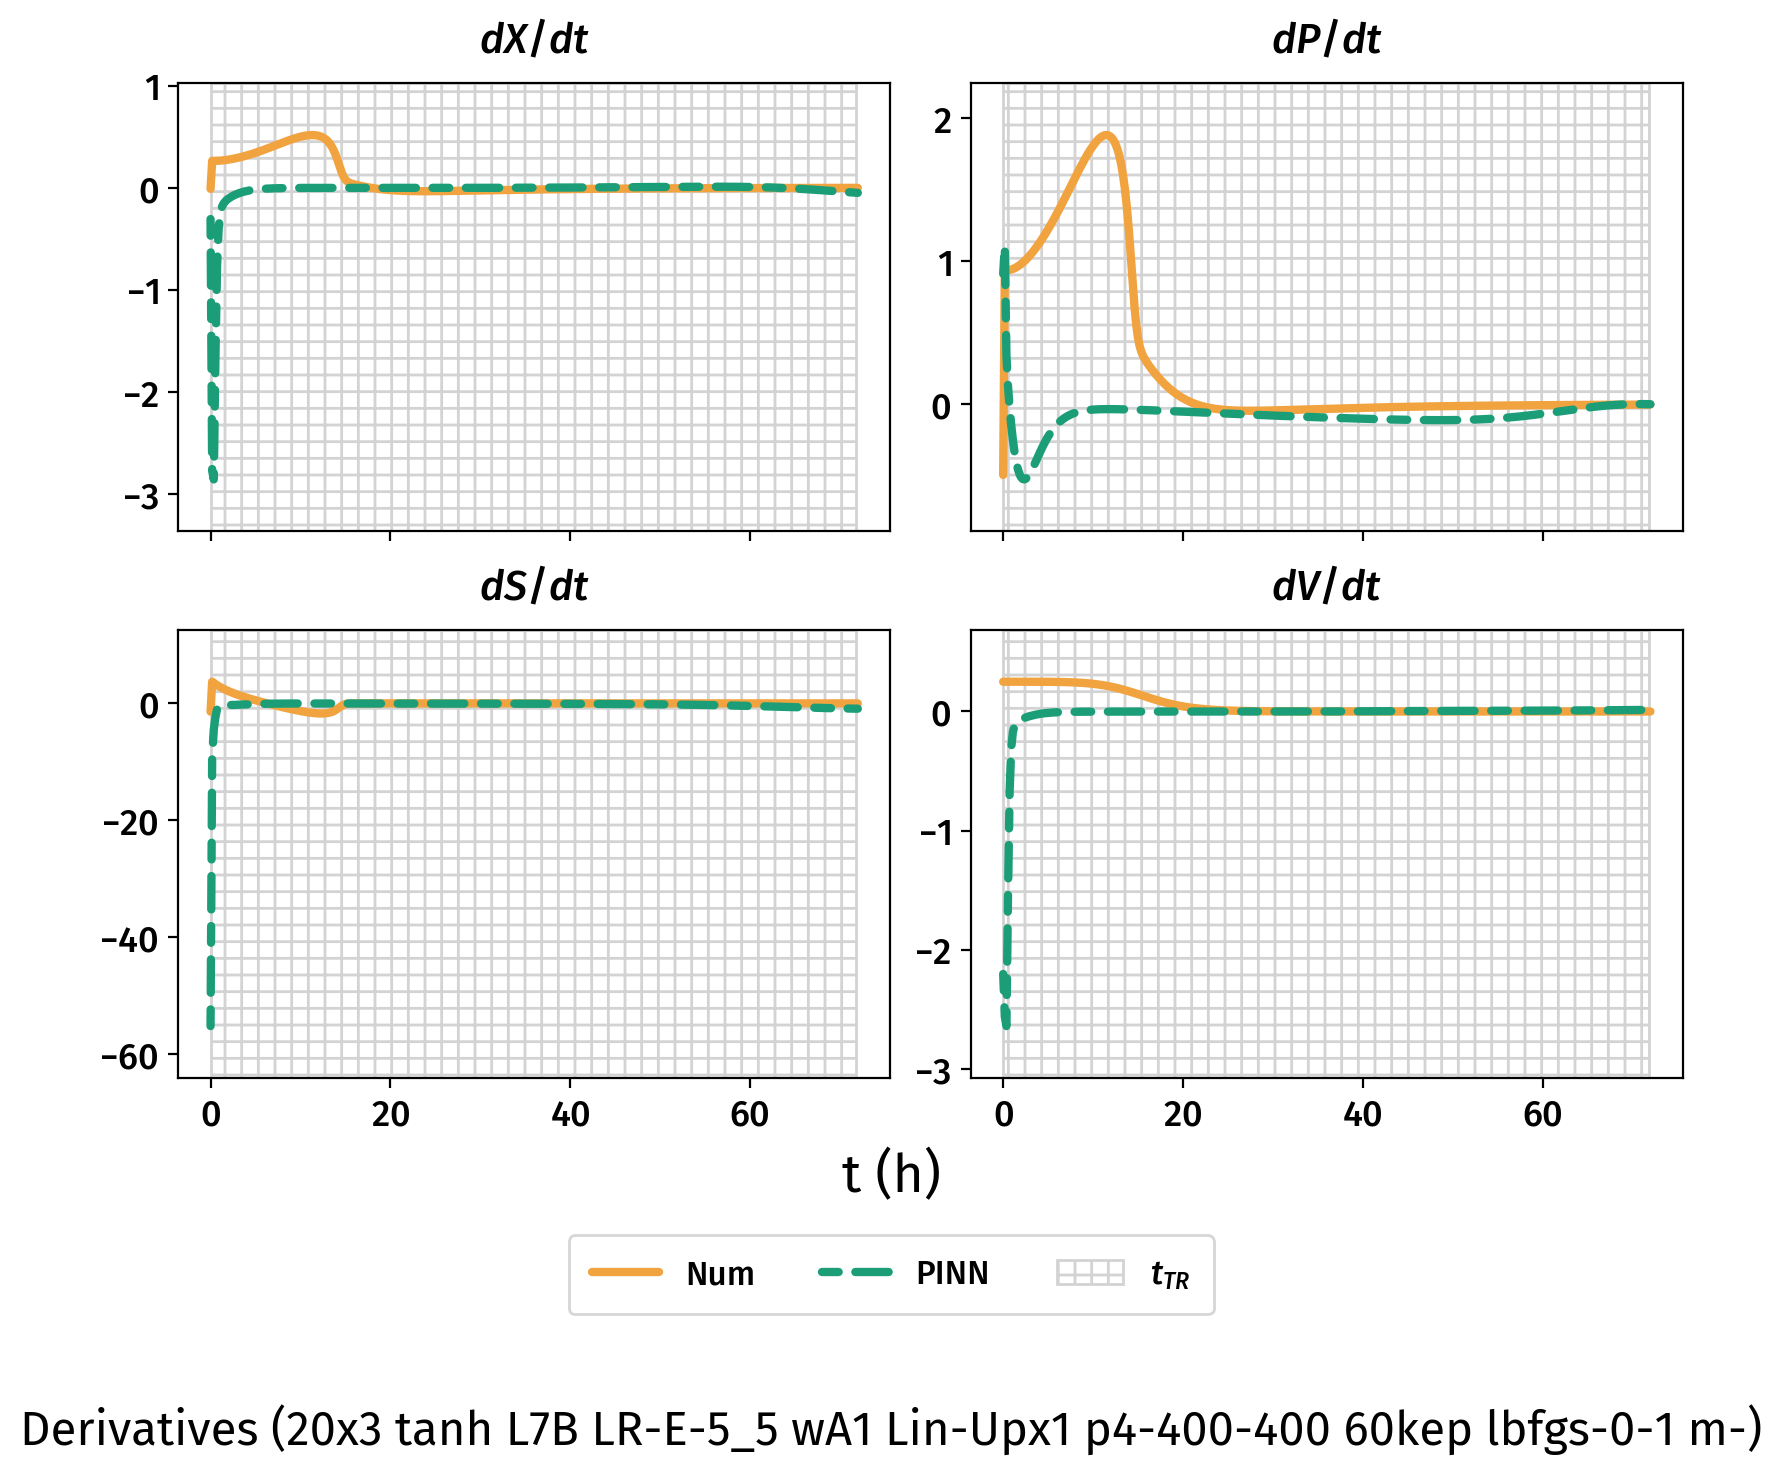 dX/dt
dP/dt
1
0
−1
−2
−3
2
1
0
dS/dt
dV/dt
0
−20
−40
−60
0
−1
−2
−3
0 20 40 60
0 20 40 60
t (h)
Num PINN tTR
Derivatives (20x3 tanh L7B LR-E-5_5 wA1 Lin-Upx1 p4-400-400 60kep lbfgs-0-1 m-)